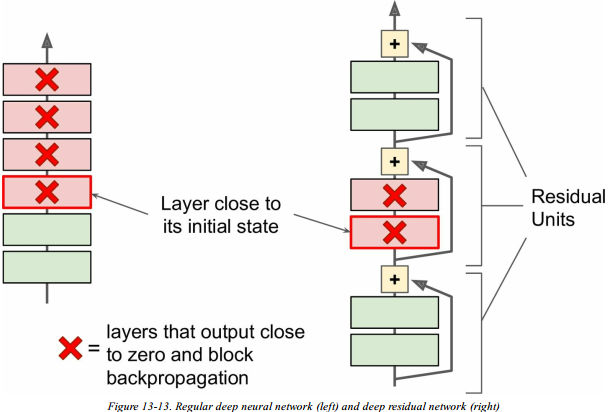 +
+
+
Layer close to
its initial state
Residual
Units
= layers that output close
to zero and block
backpropagation
Figure 13-13. Regular deep neural network (left) and deep residual network (right)